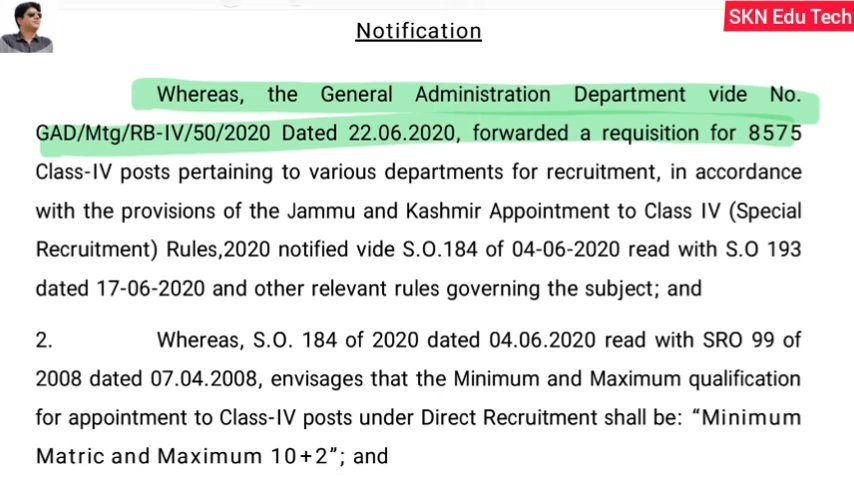 SKN Edu Tech
Notification
Whereas, the General Administration Department vide No.
GAD/Mtg/RB-IV/50/2020 Dated 22.06.2020, forwarded a requisition for 8575
Class-IV posts pertaining to various departments for recruitment, in accordance
with the provisions of the Jammu and Kashmir Appointment to Class IV (Special
Recruitment) Rules,2020 notified vide S.O.184 of 04-06-2020 read with S.O 193
dated 17-06-2020 and other relevant rules governing the subject; and
2. Whereas, S.O. 184 of 2020 dated 04.06.2020 read with SRO 99 of
2008 dated 07.04.2008, envisages that the Minimum and Maximum qualification
for appointment to Class-IV posts under Direct Recruitment shall be: “Minimum
Matric and Maximum 10+2”; and